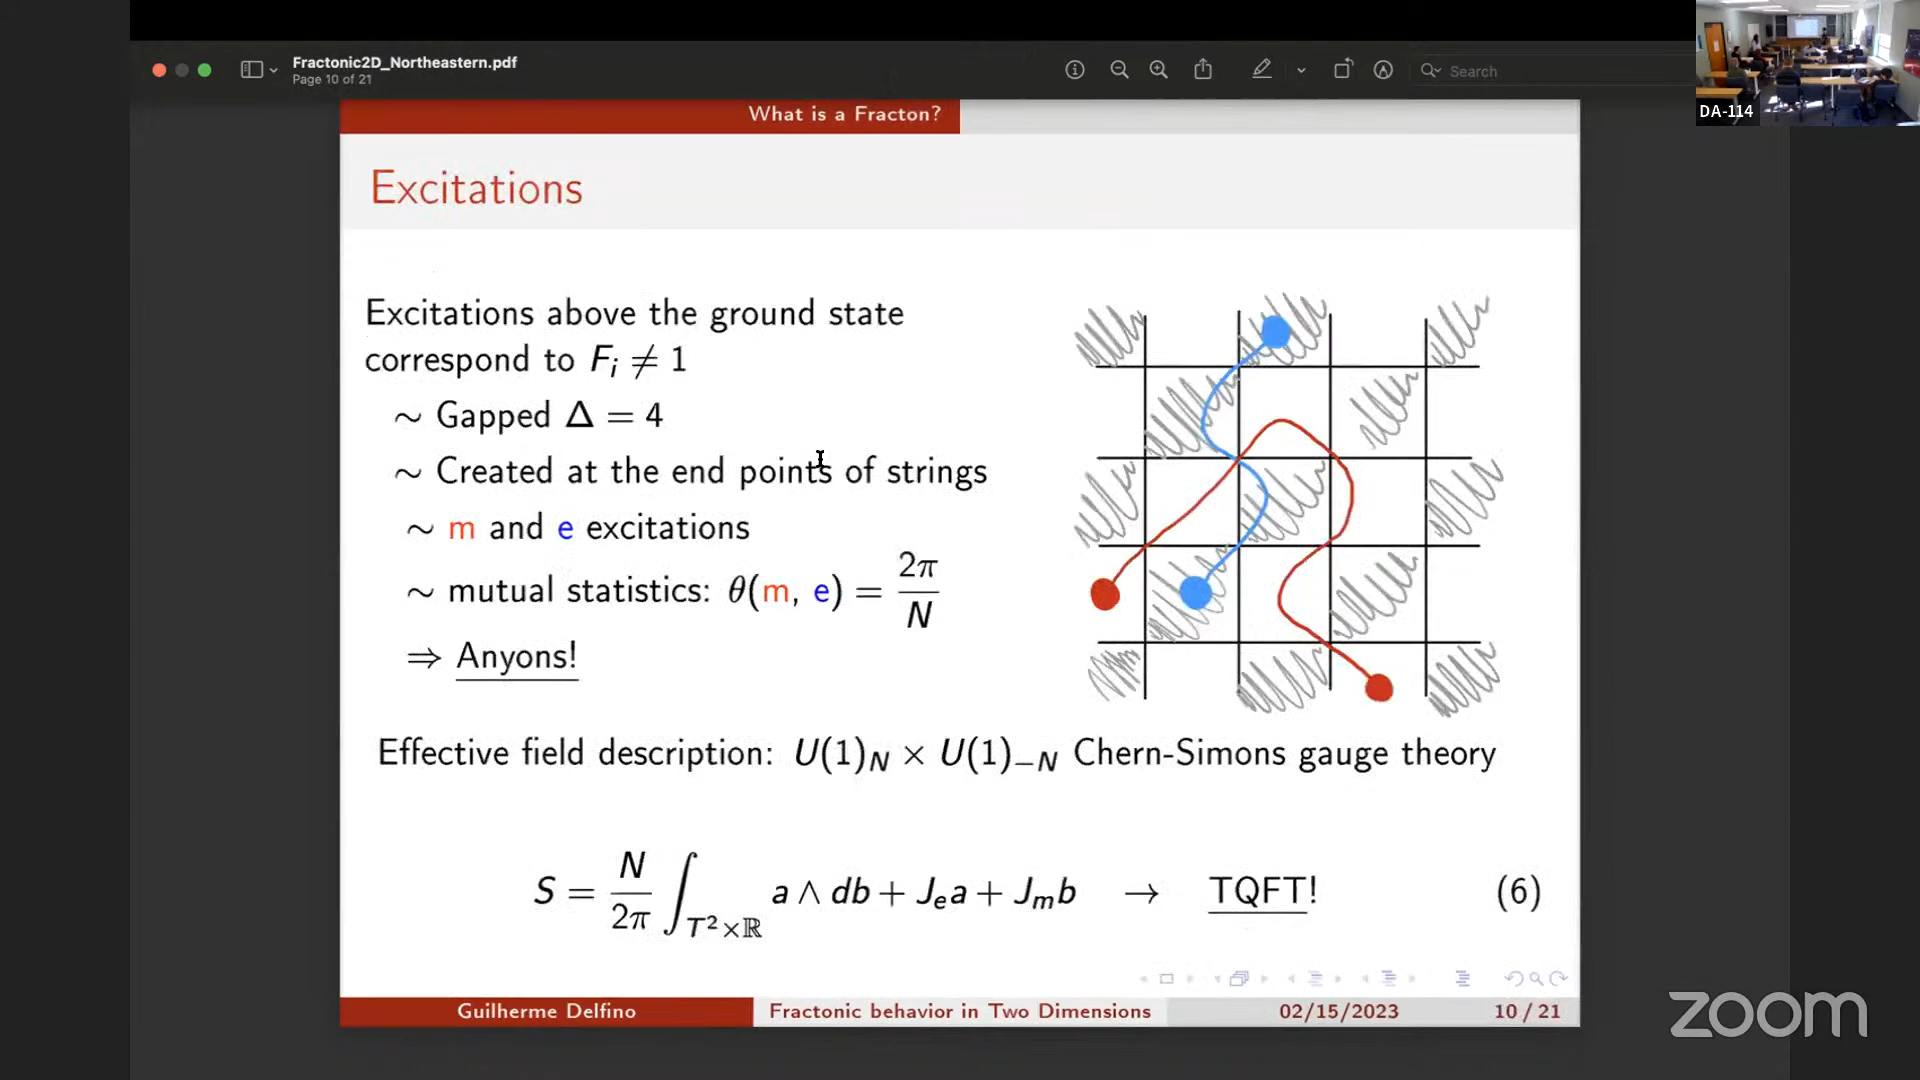 Fractonic2D_Northeastern.pdf
Page 10 of 21
Search
DA-114
What is a Fracton?
Excitations
Excitations above the ground state
correspond to F_i ≠ 1
∼ Gapped Δ = 4
∼ Created at the end points of strings
∼ m and e excitations
∼ mutual statistics: θ(m, e) = 2π/N
⇒ Anyons!
Effective field description: U(1)_N × U(1)_−N Chern-Simons gauge theory
S = N/2π ∫_{T²×ℝ} a ∧ db + J_e a + J_m b → TQFT! (6)
Guilherme Delfino Fractonic behavior in Two Dimensions 02/15/2023 10 / 21
zoom